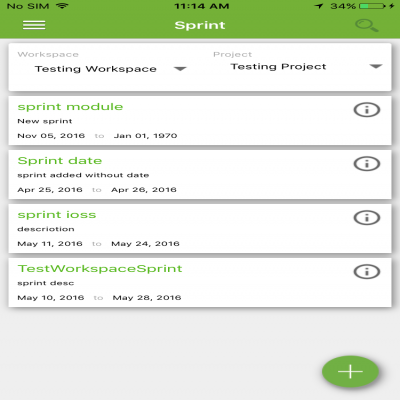 No SIM 11:14 AM 34%
Sprint
Workspace Project
Testing Workspace Testing Project
sprint module
New sprint
Nov 05, 2016 to Jan 01, 1970
Sprint date
sprint added without date
Apr 25, 2016 to Apr 26, 2016
sprint ioss
descriotion
May 11, 2016 to May 24, 2016
TestWorkspaceSprint
sprint desc
May 10, 2016 to May 28, 2016